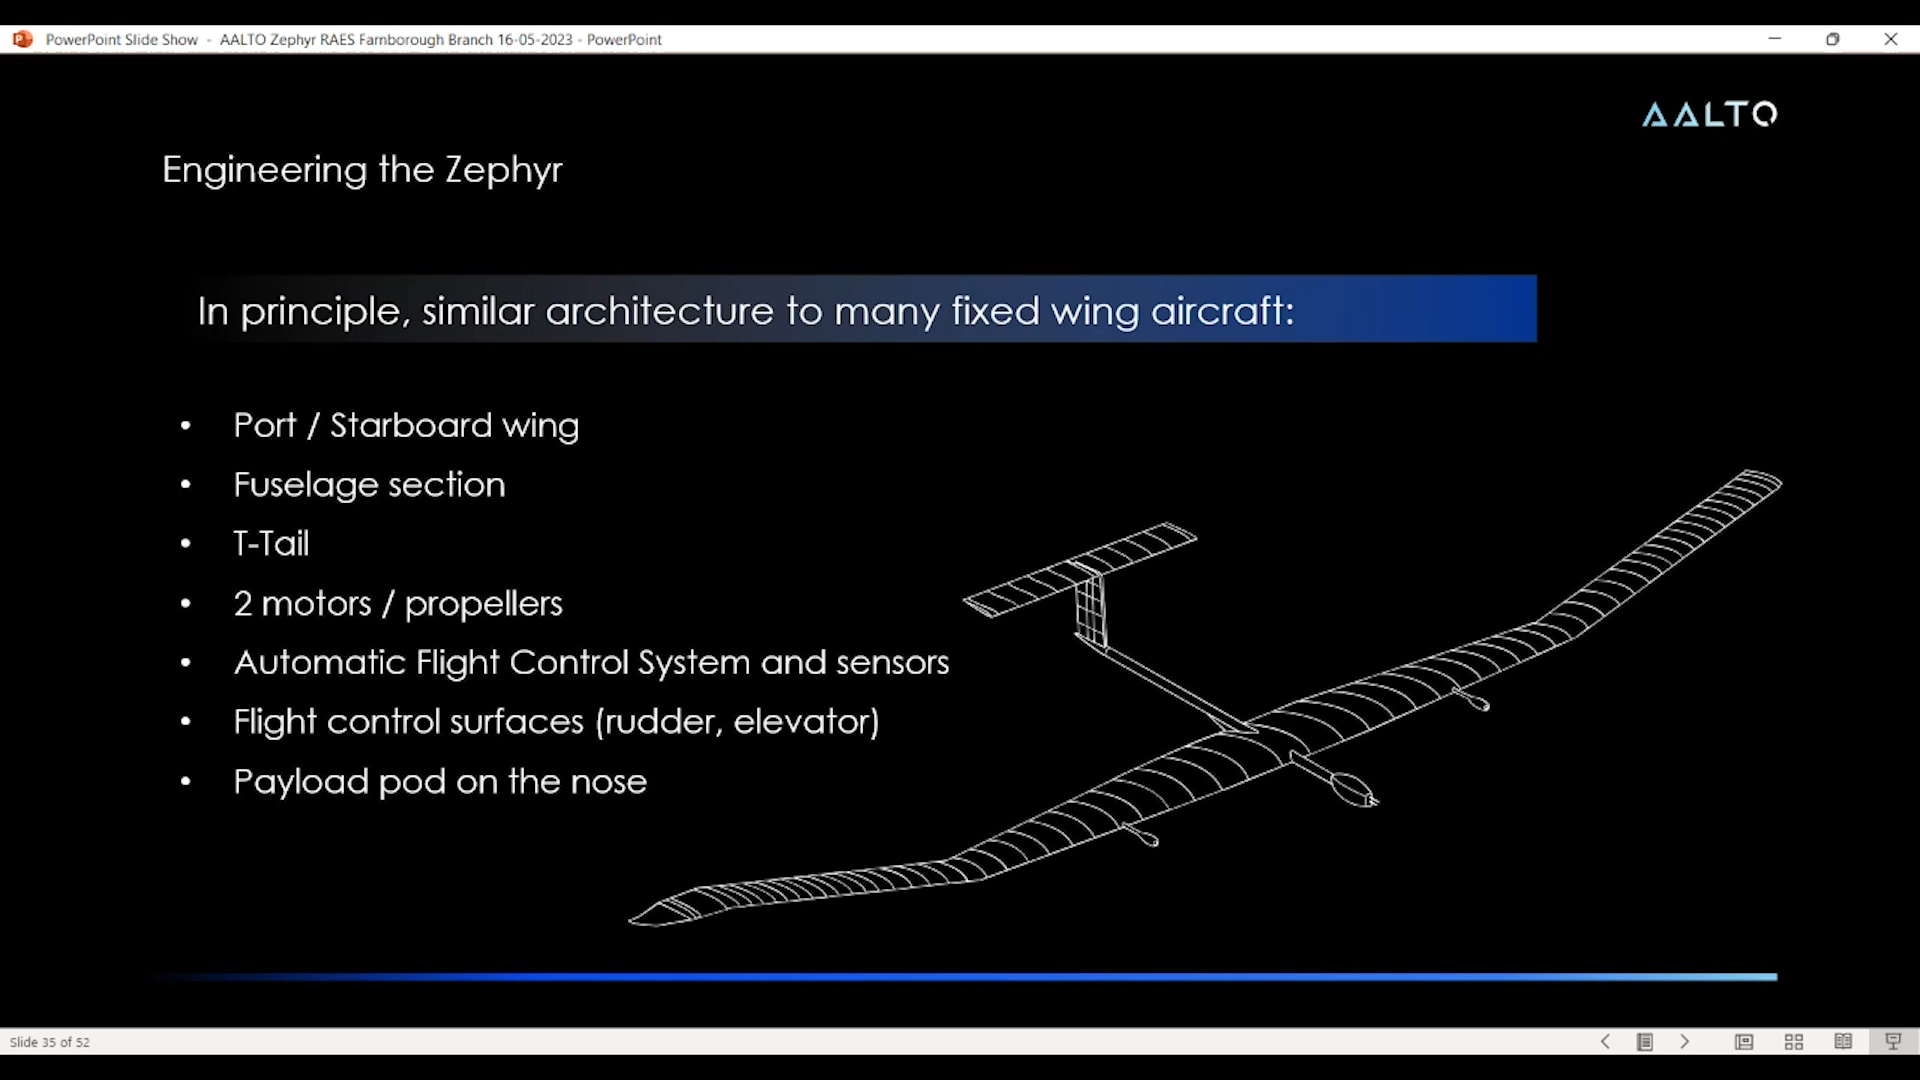 PowerPoint Slide Show - AALTO Zephyr RAES Farnborough Branch 16-05-2023 - PowerPoint
AALTO
Engineering the Zephyr
In principle, similar architecture to many fixed wing aircraft:
• Port / Starboard wing
• Fuselage section
• T-Tail
• 2 motors / propellers
• Automatic Flight Control System and sensors
• Flight control surfaces (rudder, elevator)
• Payload pod on the nose
Slide 35 of 52